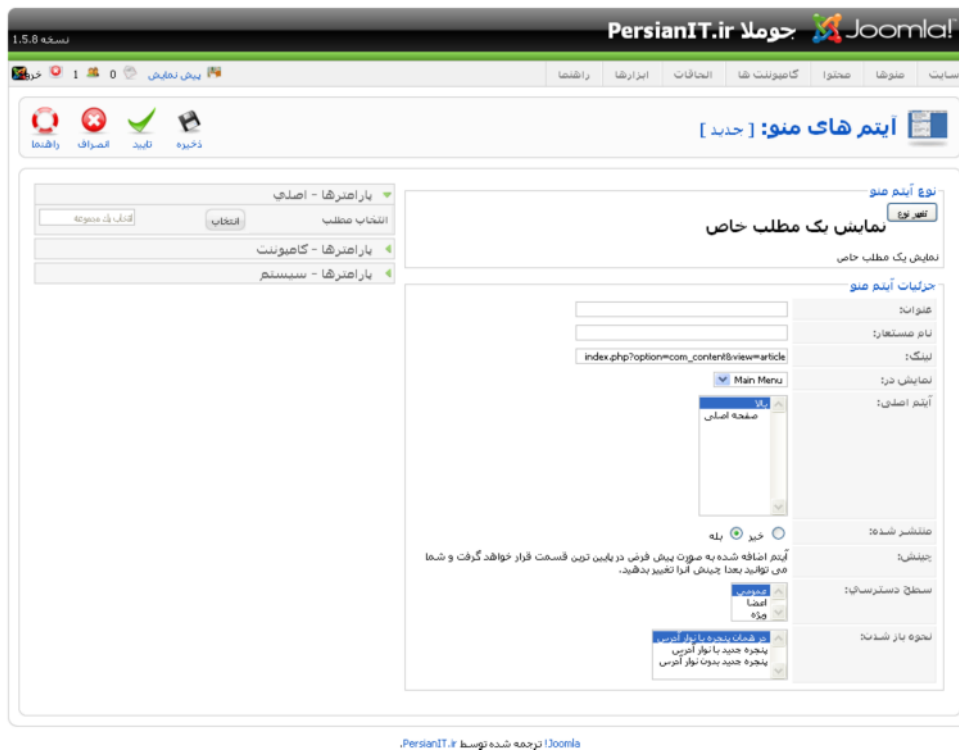 Joomla! جوملا PersianIT.ir
نسخه 1.5.8
سایت منوها محتوا کامپوننت ها الحاقات ابزارها راهنما
پیش نمایش 0 1 خروج
آیتم های منو: [ جدید ]
ذخیره تایید انصراف راهنما
نوع آیتم منو
تغییر نوع
نمایش یک مطلب خاص
نمایش یک مطلب خاص
جزئیات آیتم منو
عنوان:
نام مستعار:
لینک: index.php?option=com_content&view=article
نمایش در: Main Menu
آیتم اصلی: بالا
صفحه اصلی
منتشر شده: خیر بله
چینش: آیتم اضافه شده به صورت پیش فرض در پایین ترین قسمت قرار خواهد گرفت و شما
می توانید بعدا چینش آنرا تغییر بدهید.
سطح دسترسي: عمومی
اعضا
ویژه
نحوه باز شدن: در همان پنجره با نوار آدرس
پنجره جدید با نوار آدرس
پنجره جدید بدون نوار آدرس
پارامترها - اصلي
انتخاب مطلب انتخاب انتخاب یک مجموعه
پارامترها - کامپوننت
پارامترها - سیستم
Joomla! ترجمه شده توسط PersianIT.ir.